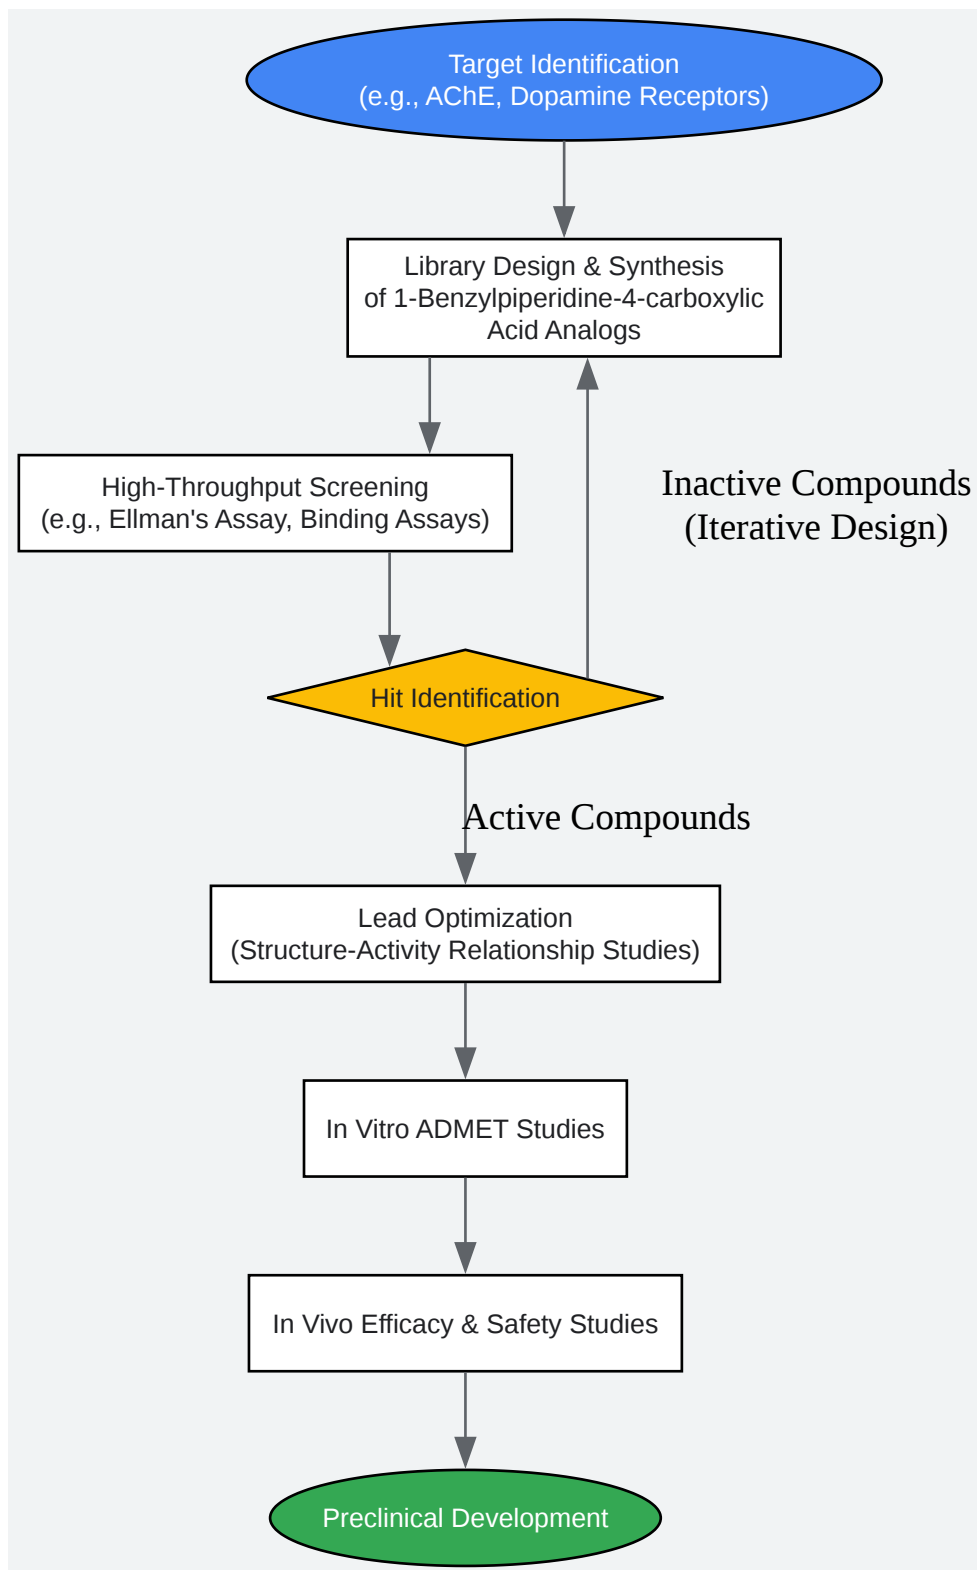 Target Identification
(e.g., AChE, Dopamine Receptors)
Library Design & Synthesis
of 1-Benzylpiperidine-4-carboxylic
Acid Analogs
High-Throughput Screening
(e.g., Ellman's Assay, Binding Assays)
Inactive Compounds
(Iterative Design)
Hit Identification
Active Compounds
Lead Optimization
(Structure-Activity Relationship Studies)
In Vitro ADMET Studies
In Vivo Efficacy & Safety Studies
Preclinical Development